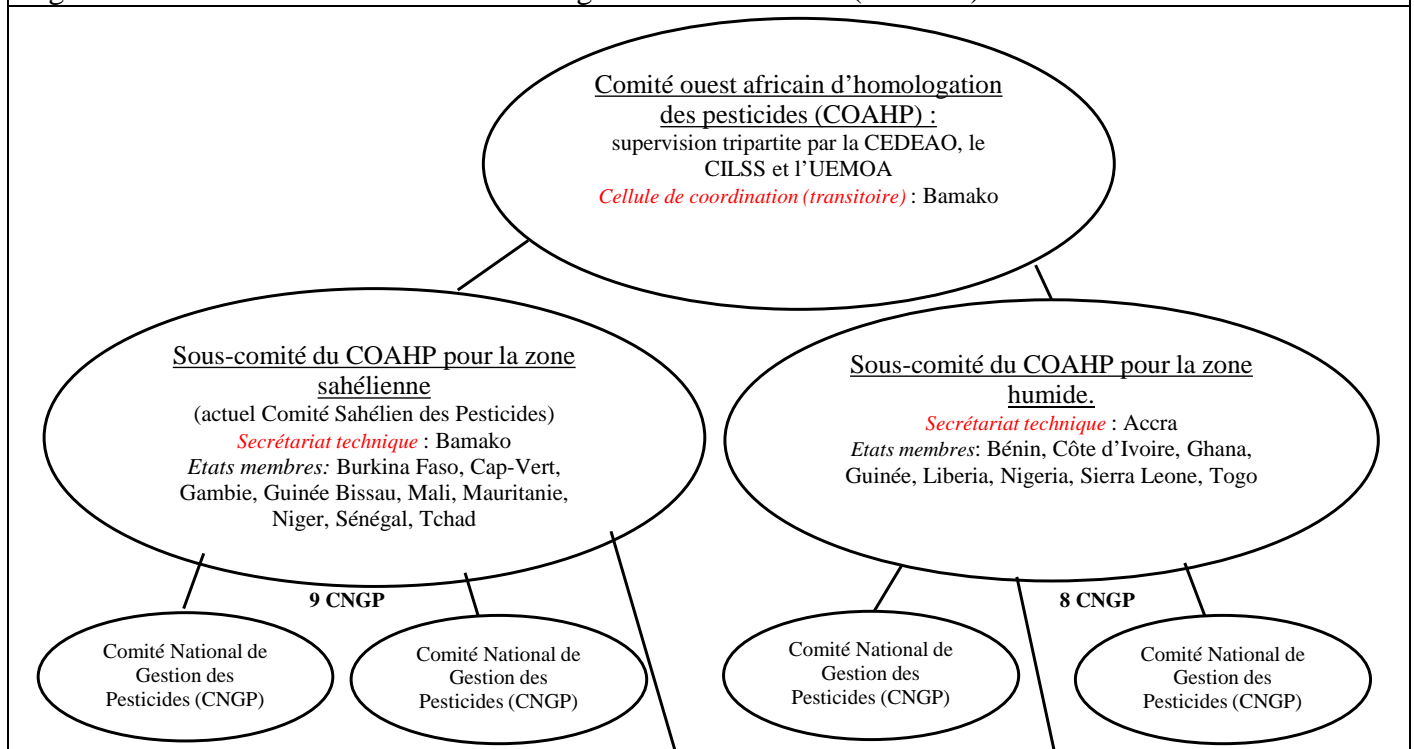 Comité ouest africain d'homologation
des pesticides (COAHP) :
supervision tripartite par la CEDEAO, le
CILSS et l'UEMOA
Cellule de coordination (transitoire) : Bamako
Sous-comité du COAHP pour la zone
sahélienne
(actuel Comité Sahélien des Pesticides)
Secrétariat technique : Bamako
Etats membres: Burkina Faso, Cap-Vert,
Gambie, Guinée Bissau, Mali, Mauritanie,
Niger, Sénégal, Tchad
Sous-comité du COAHP pour la zone
humide.
Secrétariat technique : Accra
Etats membres: Bénin, Côte d'Ivoire, Ghana,
Guinée, Liberia, Nigeria, Sierra Leone, Togo
9 CNGP
8 CNGP
Comité National de
Gestion des
Pesticides (CNGP)
Comité National de
Gestion des
Pesticides (CNGP)
Comité National de
Gestion des
Pesticides (CNGP)
Comité National de
Gestion des
Pesticides (CNGP)